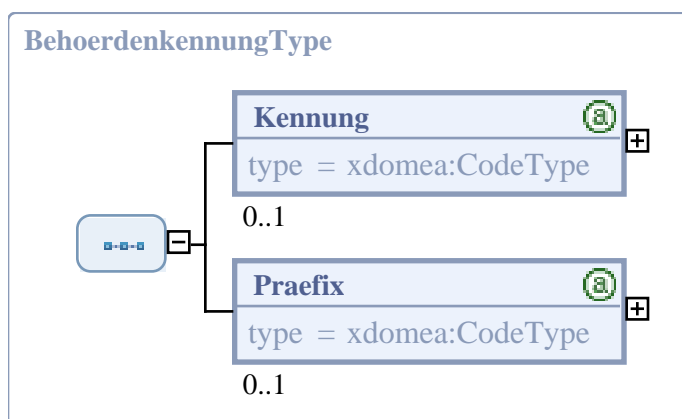 BehoerdenkennungType
Kennung
type = xdomea:CodeType
0..1
Praefix
type = xdomea:CodeType
0..1